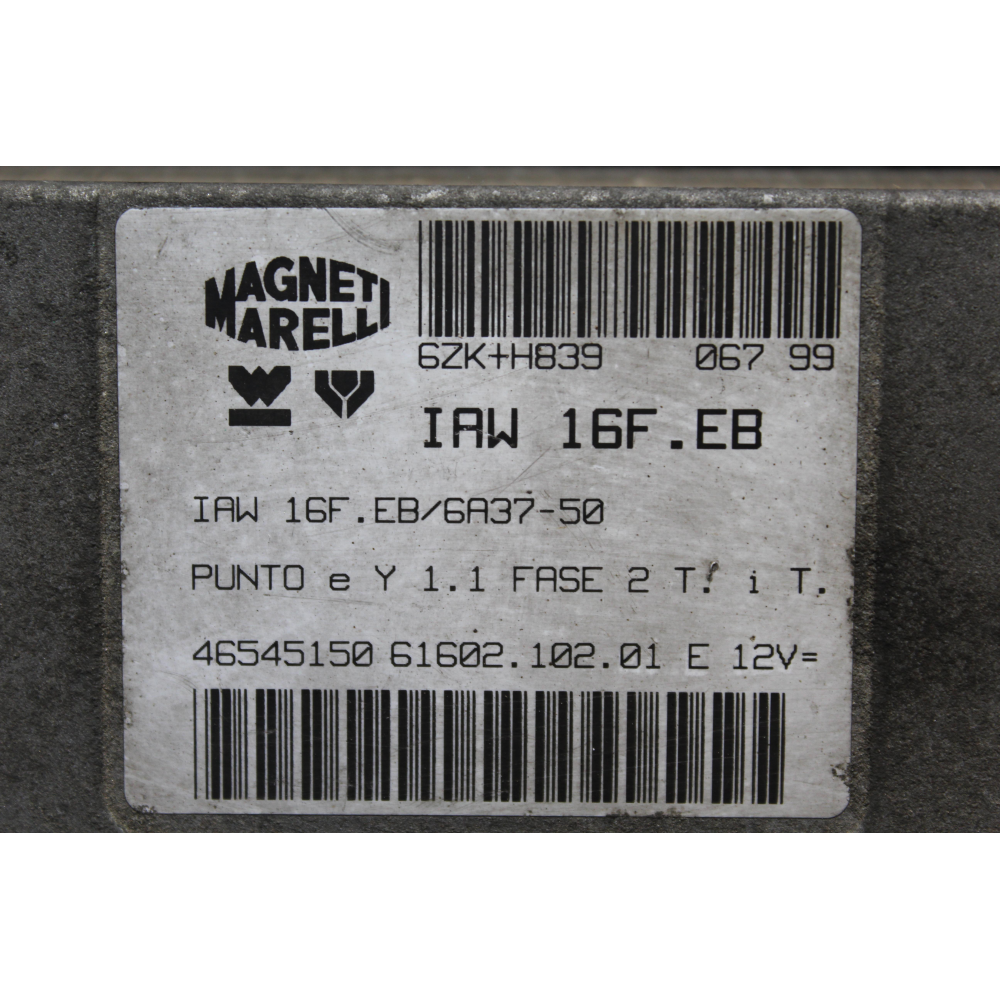 MAGNETI
MARELLI
W
6ZK+H839 067 99
IAW 16F.EB
IAW 16F.EB/6A37-50
PUNTO e Y 1.1 FASE 2 T. i T.
46545150 61602.102.01 E 12V=